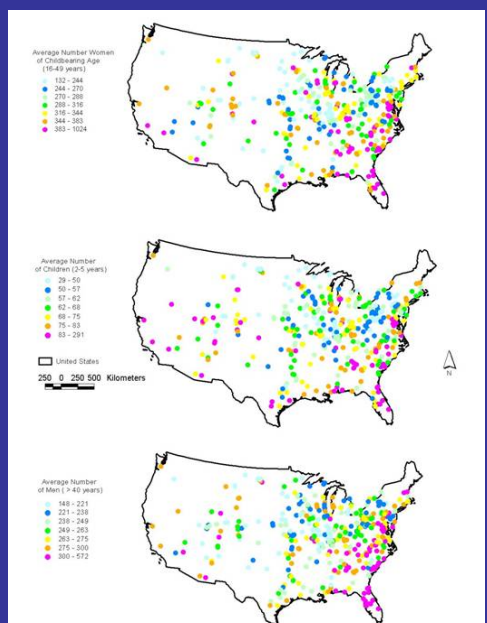 Average Number Women
of Childbearing Age
(16-49 years)
132 - 244
244 - 270
270 - 288
288 - 316
316 - 344
344 - 383
383 - 1024
Average Number
of Children (2-5 years)
29 - 50
50 - 57
57 - 62
62 - 68
68 - 75
75 - 83
83 - 291
United States
250 0 250 500 Kilometers
N
Average Number
of Men ( > 40 years)
148 - 221
221 - 238
238 - 249
249 - 263
263 - 275
275 - 300
300 - 572